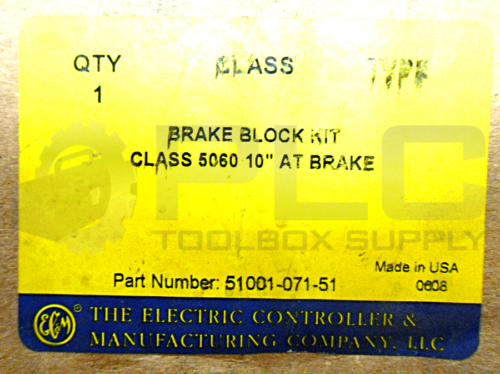 QTY CLASS TYPE
1
BRAKE BLOCK KIT
CLASS 5060 10" AT BRAKE
PLC
TOOLBOX SUPPLY
Part Number: 51001-071-51
Made in USA
0608
EC&M
THE ELECTRIC CONTROLLER &
MANUFACTURING COMPANY, LLC